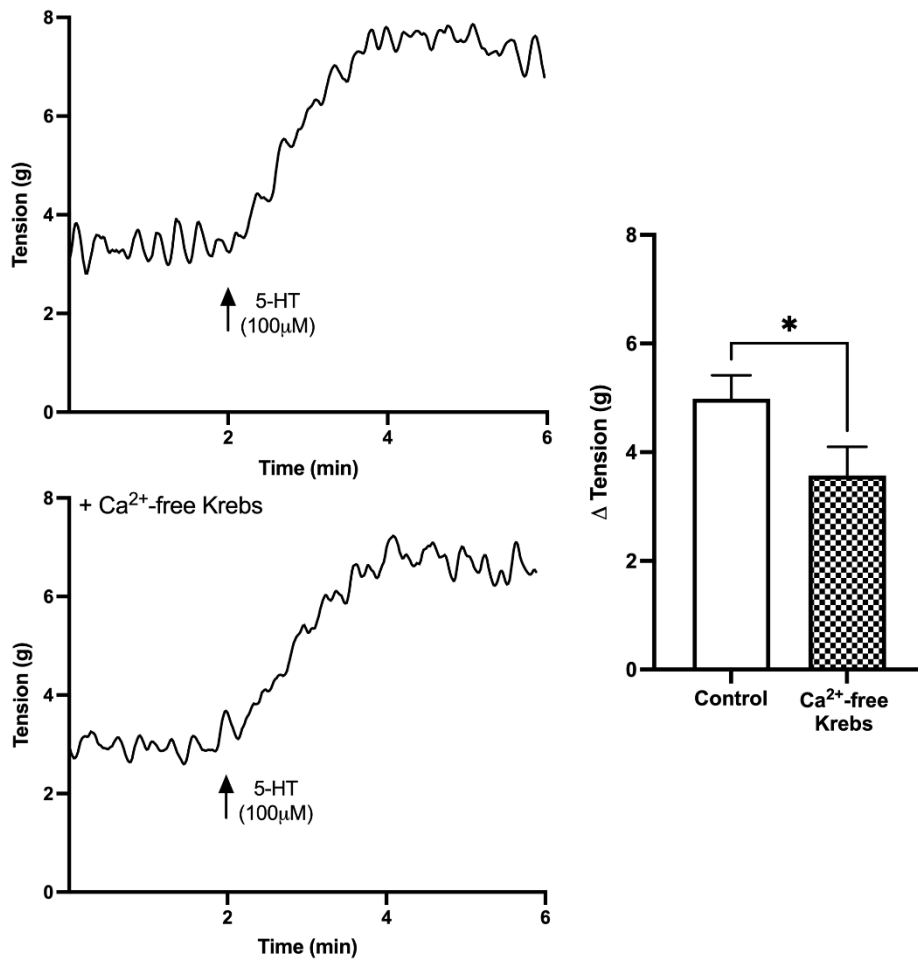 8
6
4
2
0
Tension (g)
5-HT
(100μM)
2
4
6
Time (min)
+ Ca²⁺-free Krebs
8
6
4
2
0
Tension (g)
5-HT
(100μM)
2
4
6
Time (min)
8
6
4
2
0
Δ Tension (g)
*
Control
Ca²⁺-free
Krebs